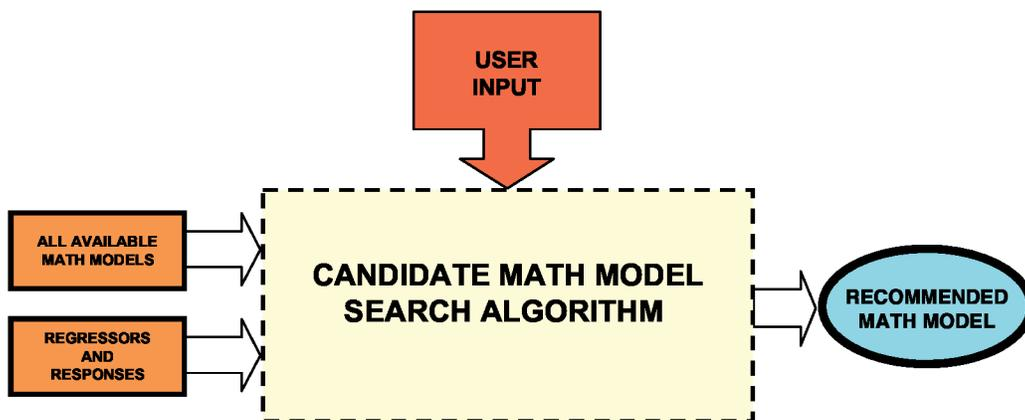 USER
INPUT
ALL AVAILABLE
MATH MODELS
REGRESSORS
AND
RESPONSES
CANDIDATE MATH MODEL
SEARCH ALGORITHM
RECOMMENDED
MATH MODEL